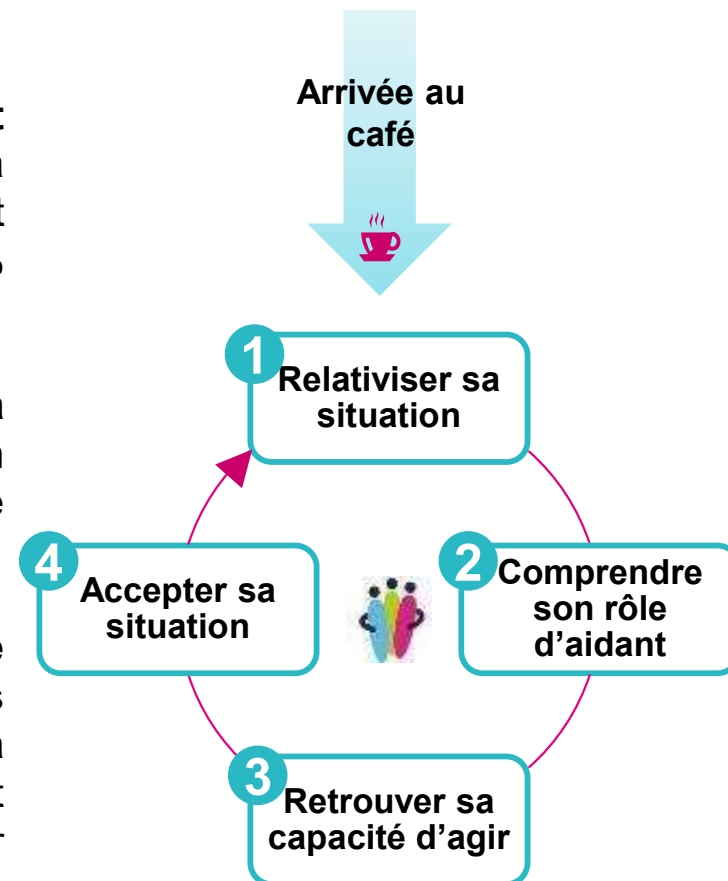 Arrivée au
café
1
Relativiser sa
situation
2
Comprendre
son rôle
d’aidant
3
Retrouver sa
capacité d’agir
4
Accepter sa
situation